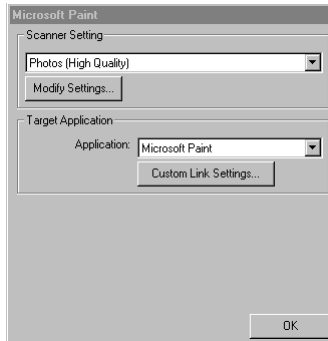 Microsoft Paint
Scanner Setting
Photos (High Quality)
Modify Settings...
Target Application
Application: Microsoft Paint
Custom Link Settings...
OK